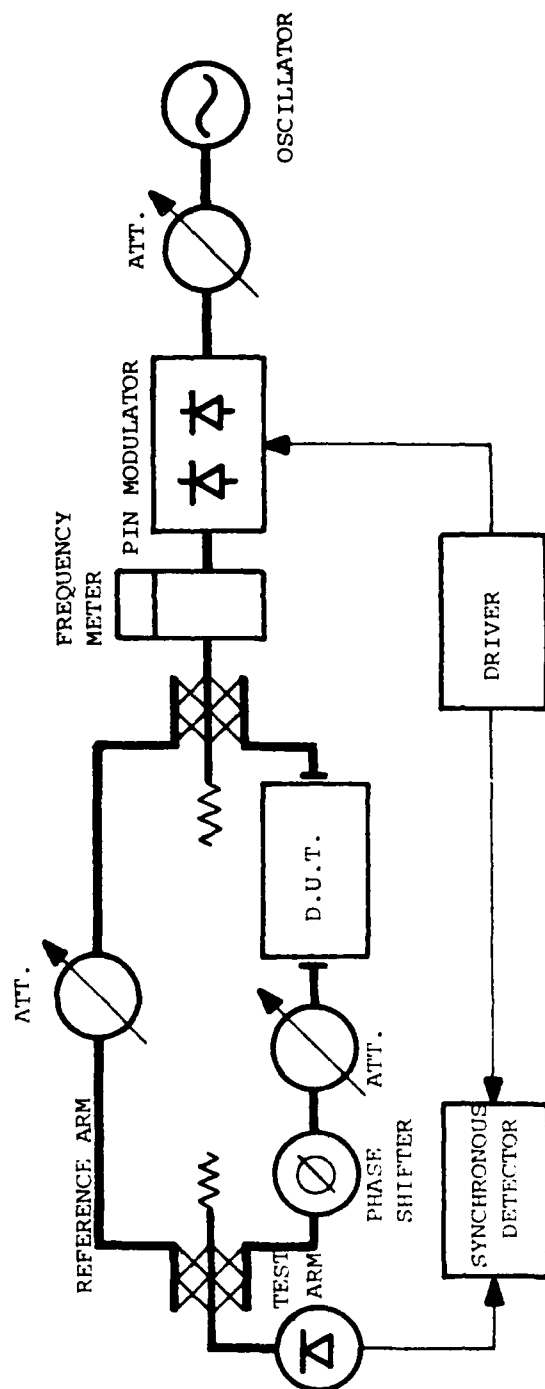 OSCILLATOR
ATT.
PIN MODULATOR
FREQUENCY
METER
DRIVER
D.U.T.
ATT.
ATT.
REFERENCE ARM
PHASE
SHIFTER
TEST
ARM
SYNCHRONOUS
DETECTOR